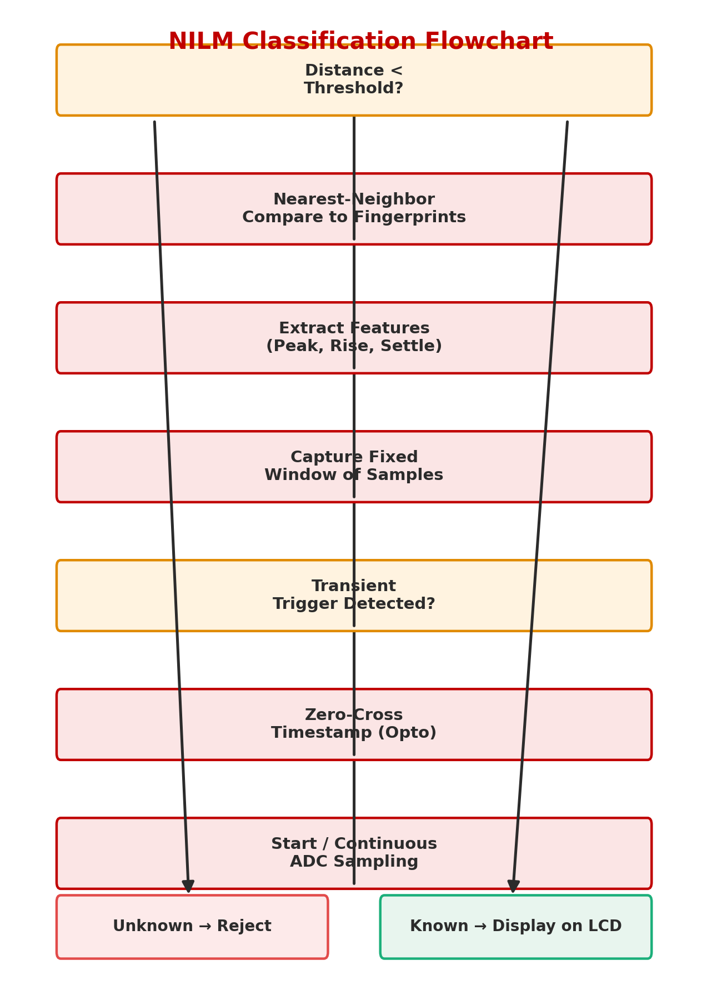 NILM Classification Flowchart
Distance <
Threshold?
Nearest-Neighbor
Compare to Fingerprints
Extract Features
(Peak, Rise, Settle)
Capture Fixed
Window of Samples
Transient
Trigger Detected?
Zero-Cross
Timestamp (Opto)
Start / Continuous
ADC Sampling
Unknown → Reject
Known → Display on LCD